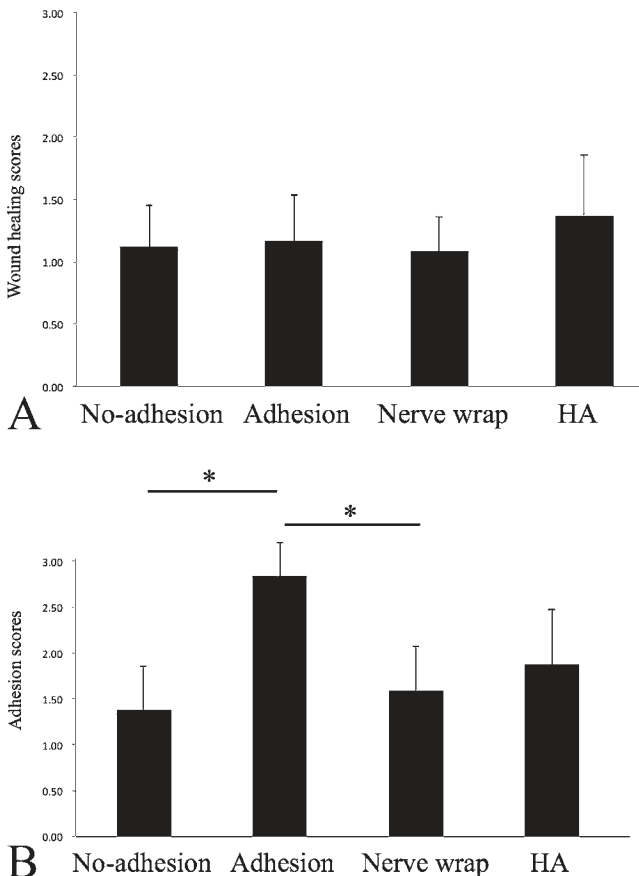 3.00
2.50
2.00
1.50
1.00
0.50
0.00
Wound healing scores
A
No-adhesion Adhesion Nerve wrap HA
*
*
3.00
2.50
2.00
1.50
1.00
0.50
0.00
Adhesion scores
B
No-adhesion Adhesion Nerve wrap HA